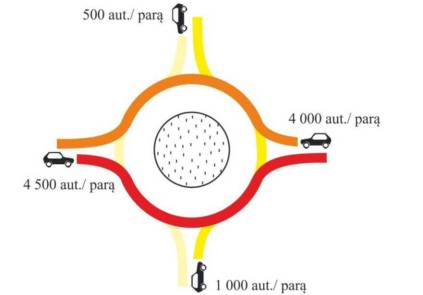 500 aut./ parą
4 000 aut./ parą
4 500 aut./ parą
1 000 aut./ parą